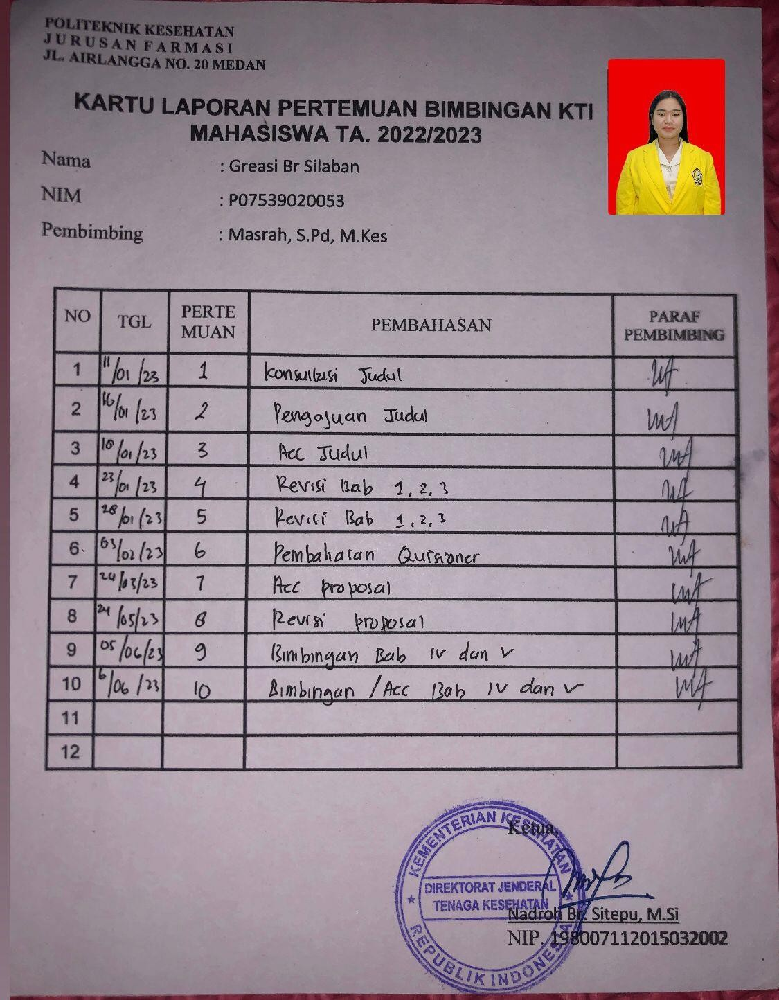 POLITEKNIK KESEHATAN
JURUSAN FARMASI
JL. AIRLANGGA NO. 20 MEDAN
KARTU LAPORAN PERTEMUAN BIMBINGAN KTI
MAHASISWA TA. 2022/2023
Nama : Greasi Br Silaban
NIM : P07539020053
Pembimbing : Masrah, S.Pd, M.Kes
NO TGL PERTE MUAN PEMBAHASAN PARAF PEMBIMBING
1 11/01/23 1 Konsultasi Judul
2 16/01/23 2 Pengajuan Judul
3 18/01/23 3 Acc Judul
4 23/01/23 4 Revisi Bab 1, 2, 3
5 28/01/23 5 Revisi Bab 1, 2, 3
6 03/02/23 6 Pembahasan Quisioner
7 24/03/23 7 Acc proposal
8 24/05/23 8 Revisi proposal
9 05/06/23 9 Bimbingan Bab IV dan V
10 6/06/23 10 Bimbingan /Acc Bab IV dan V
11
12
KEMENTERIAN KESEHATAN
DIREKTORAT JENDERAL
TENAGA KESEHATAN
REPUBLIK INDONESIA
Ketua,
Nadroh Br. Sitepu, M.Si
NIP. 198007112015032002